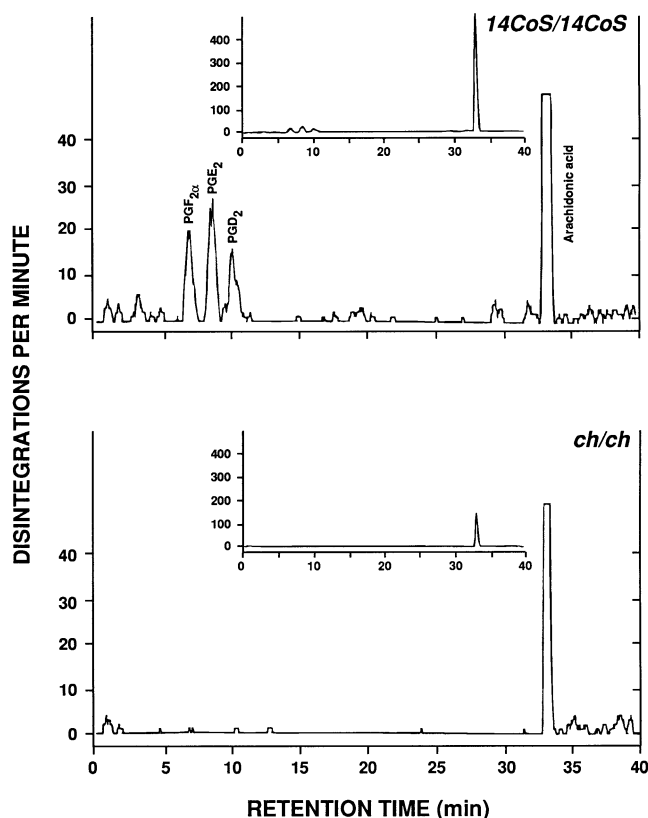 14CoS/14CoS
400
300
200
100
0
0 10 20 30 40
40
30
20
10
0
PGF2α
PGE2
PGD2
Arachidonic acid
DISINTEGRATIONS PER MINUTE
ch/ch
400
300
200
100
0
0 10 20 30 40
40
30
20
10
0
0 5 10 15 20 25 30 35 40
RETENTION TIME (min)